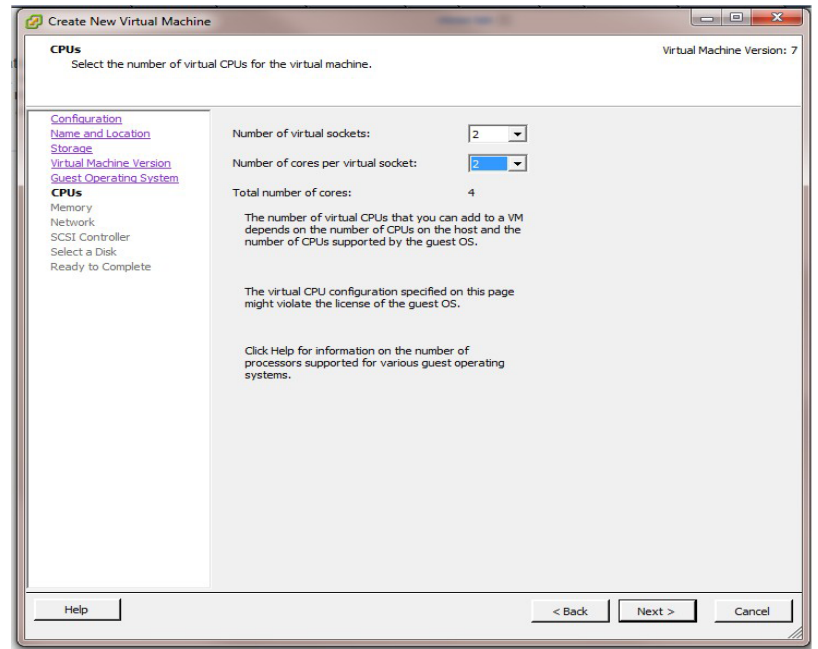 Create New Virtual Machine
CPUs
Select the number of virtual CPUs for the virtual machine.
Virtual Machine Version: 7
Configuration
Name and Location
Storage
Virtual Machine Version
Guest Operating System
CPUs
Memory
Network
SCSI Controller
Select a Disk
Ready to Complete
Number of virtual sockets: 2
Number of cores per virtual socket: 2
Total number of cores: 4
The number of virtual CPUs that you can add to a VM
depends on the number of CPUs on the host and the
number of CPUs supported by the guest OS.
The virtual CPU configuration specified on this page
might violate the license of the guest OS.
Click Help for information on the number of
processors supported for various guest operating
systems.
Help
< Back
Next >
Cancel